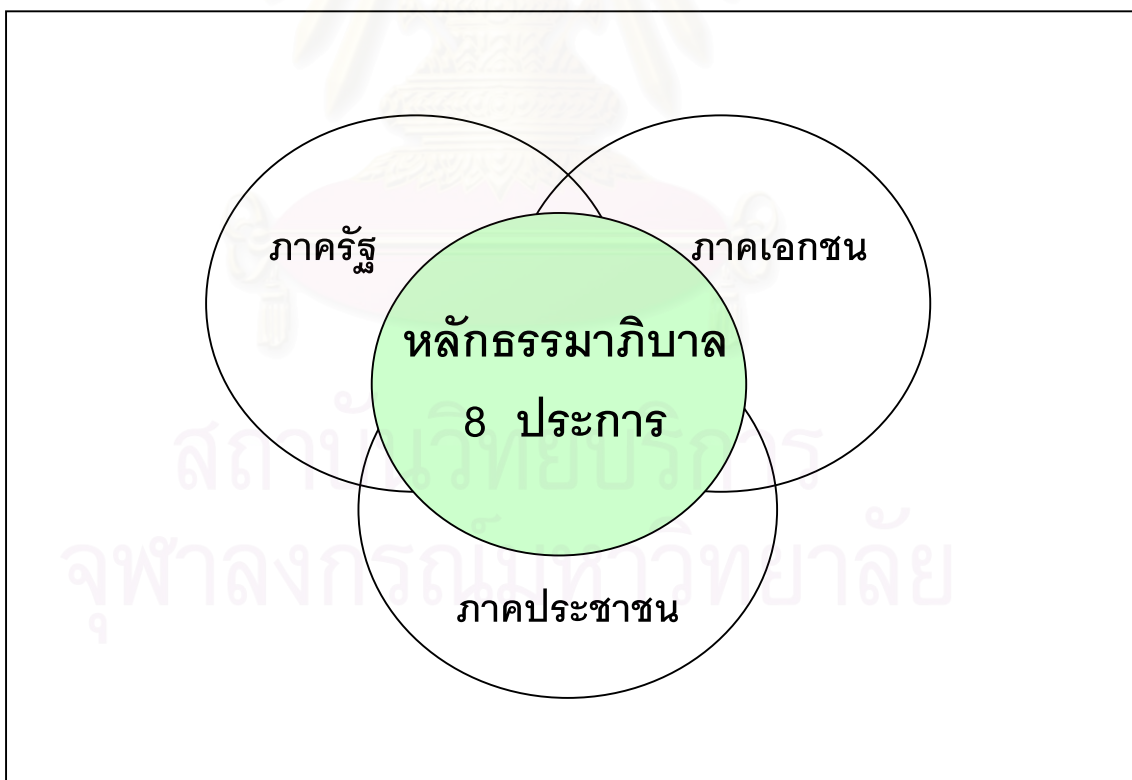 ภาครัฐ
ภาคเอกชน
หลักธรรมาภิบาล
8 ประการ
ภาคประชาชน
สถาบันวิทยบริการ
จุฬาลงกรณ์มหาวิทยาลัย